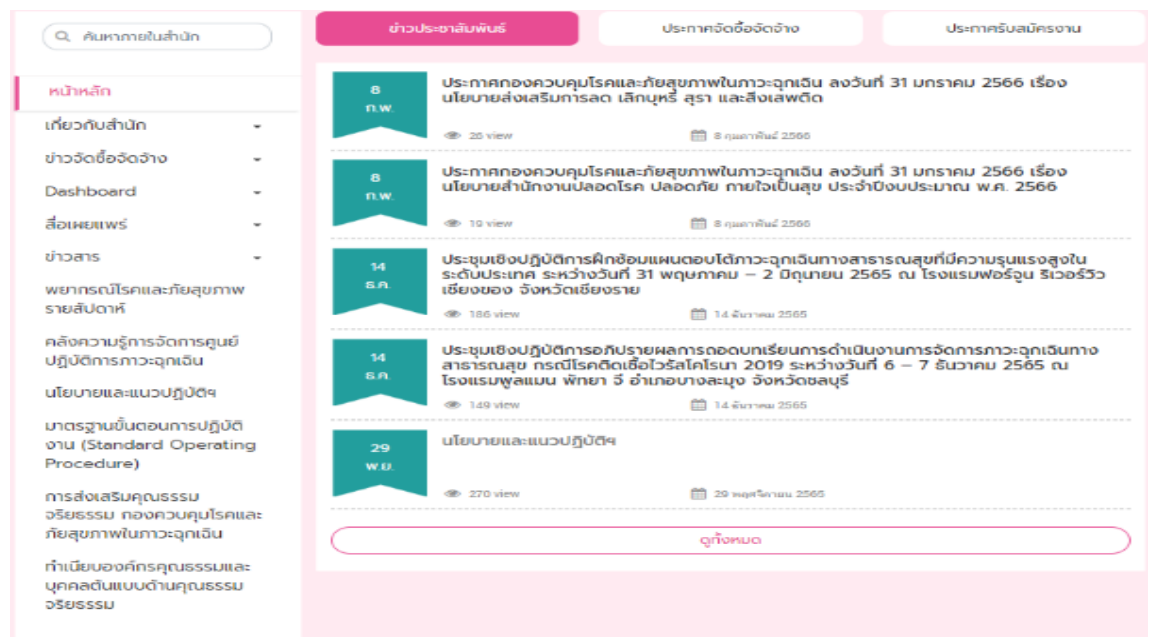 ค้นหาภายในสำนัก
หน้าหลัก
เกี่ยวกับสำนัก
ข่าวจัดซื้อจัดจ้าง
Dashboard
สื่อเผยแพร่
ข่าวสาร
พยากรณ์โรคและภัยสุขภาพ
รายสัปดาห์
คลังความรู้การจัดการศูนย์
ปฏิบัติการภาวะฉุกเฉิน
นโยบายและแนวปฏิบัติฯ
มาตรฐานขั้นตอนการปฏิบัติ
งาน (Standard Operating
Procedure)
การส่งเสริมคุณธรรม
จริยธรรม กองควบคุมโรคและ
ภัยสุขภาพในภาวะฉุกเฉิน
ทำเนียบองค์กรคุณธรรมและ
บุคคลต้นแบบด้านคุณธรรม
จริยธรรม
ข่าวประชาสัมพันธ์
ประกาศจัดซื้อจัดจ้าง
ประกาศรับสมัครงาน
8
ก.พ.
ประกาศกองควบคุมโรคและภัยสุขภาพในภาวะฉุกเฉิน ลงวันที่ 31 มกราคม 2566 เรื่อง
นโยบายส่งเสริมการลด เลิกบุหรี่ สุรา และสิ่งเสพติด
26 view
8 กุมภาพันธ์ 2566
8
ก.พ.
ประกาศกองควบคุมโรคและภัยสุขภาพในภาวะฉุกเฉิน ลงวันที่ 31 มกราคม 2566 เรื่อง
นโยบายสำนักงานปลอดโรค ปลอดภัย กายใจเป็นสุข ประจำปีงบประมาณ พ.ศ. 2566
19 view
8 กุมภาพันธ์ 2566
14
ธ.ค.
ประชุมเชิงปฏิบัติการฝึกซ้อมแผนตอบโต้ภาวะฉุกเฉินทางสาธารณสุขที่มีความรุนแรงสูงใน
ระดับประเทศ ระหว่างวันที่ 31 พฤษภาคม – 2 มิถุนายน 2565 ณ โรงแรมฟอร์จูน ริเวอร์วิว
เชียงของ จังหวัดเชียงราย
186 view
14 ธันวาคม 2565
14
ธ.ค.
ประชุมเชิงปฏิบัติการอภิปรายผลการถอดบทเรียนการดำเนินงานการจัดการภาวะฉุกเฉินทาง
สาธารณสุข กรณีโรคติดเชื้อไวรัสโคโรนา 2019 ระหว่างวันที่ 6 – 7 ธันวาคม 2565 ณ
โรงแรมพูลแมน พัทยา จี อำเภอบางละมุง จังหวัดชลบุรี
149 view
14 ธันวาคม 2565
29
พ.ย.
นโยบายและแนวปฏิบัติฯ
270 view
29 พฤศจิกายน 2565
ดูทั้งหมด